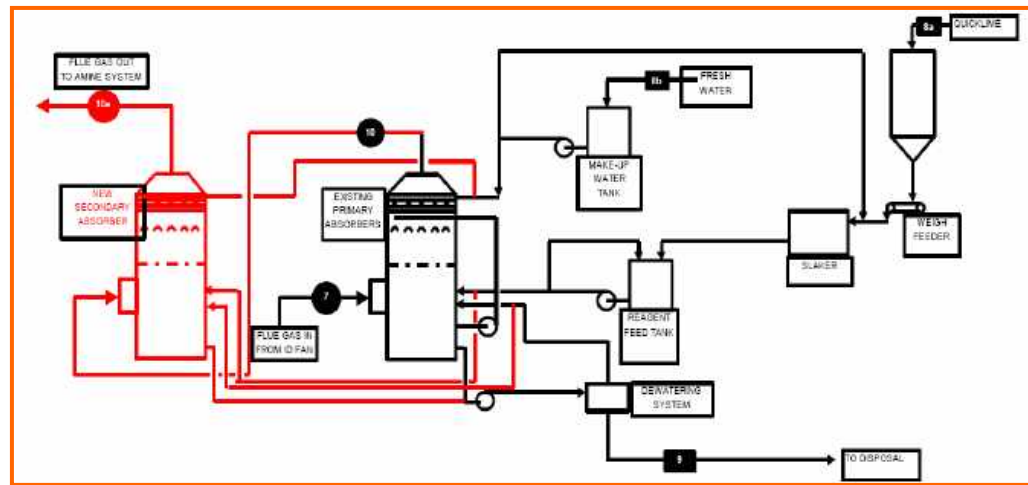 8a
QUICKLIME
FLUE GAS OUT
TO AMINE SYSTEM
8b
FRESH
WATER
10a
10
MAKE-UP
WATER
TANK
NEW
SECONDARY
ABSORBER
EXISTING
PRIMARY
ABSORBERS
WEIGH
FEEDER
SLAKER
7
REAGENT
FEED TANK
FLUE GAS IN
FROM ID FAN
DEWATERING
SYSTEM
9
TO DISPOSAL